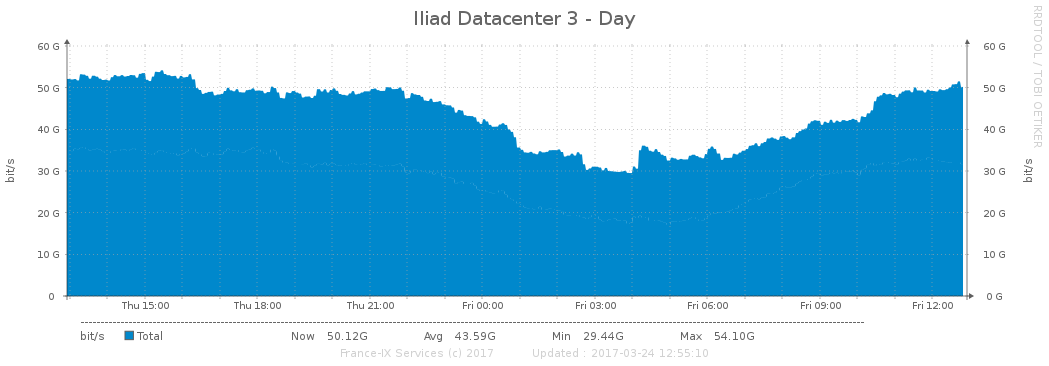 Iliad Datacenter 3 - Day
RRDTOOL / TOBI OETIKER
60 G 60 G
50 G 50 G
40 G 40 G
30 G 30 G
20 G 20 G
10 G 10 G
0 0 G
bit/s bit/s
Thu 15:00 Thu 18:00 Thu 21:00 Fri 00:00 Fri 03:00 Fri 06:00 Fri 09:00 Fri 12:00
bit/s Total Now 50.12G Avg 43.59G Min 29.44G Max 54.10G
France-IX Services (c) 2017 Updated : 2017-03-24 12:55:10